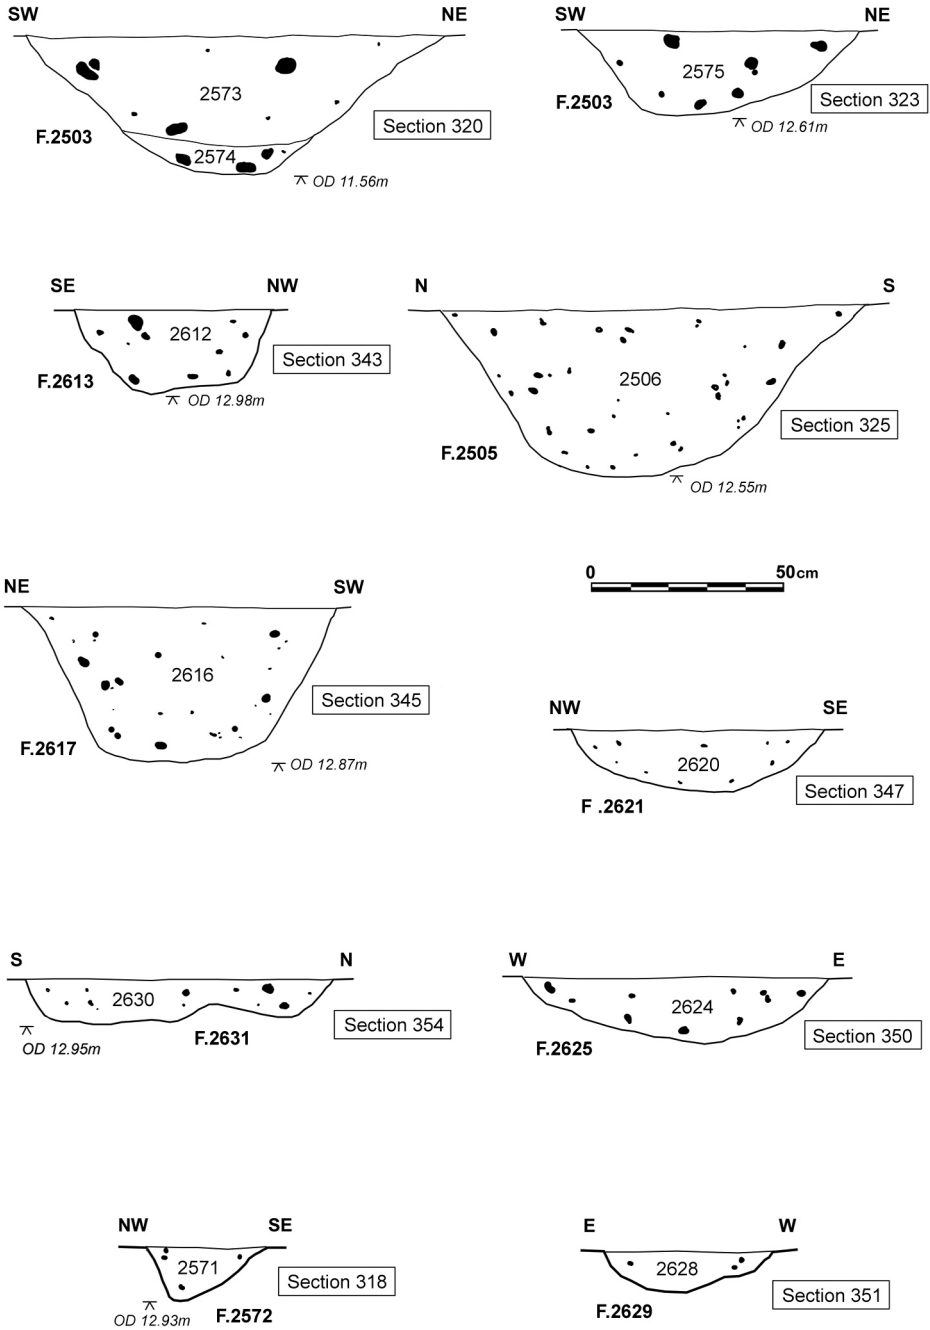 SW NE
2573
F.2503
Section 320
2574
OD 11.56m
SW NE
2575
F.2503
Section 323
OD 12.61m
SE NW
2612
Section 343
F.2613
OD 12.98m
N S
2506
Section 325
F.2505
OD 12.55m
0 50cm
NE SW
2616
Section 345
F.2617
OD 12.87m
NW SE
2620
Section 347
F .2621
S N
2630
Section 354
F.2631
OD 12.95m
W E
2624
Section 350
F.2625
NW SE
2571
Section 318
OD 12.93m
F.2572
E W
2628
Section 351
F.2629